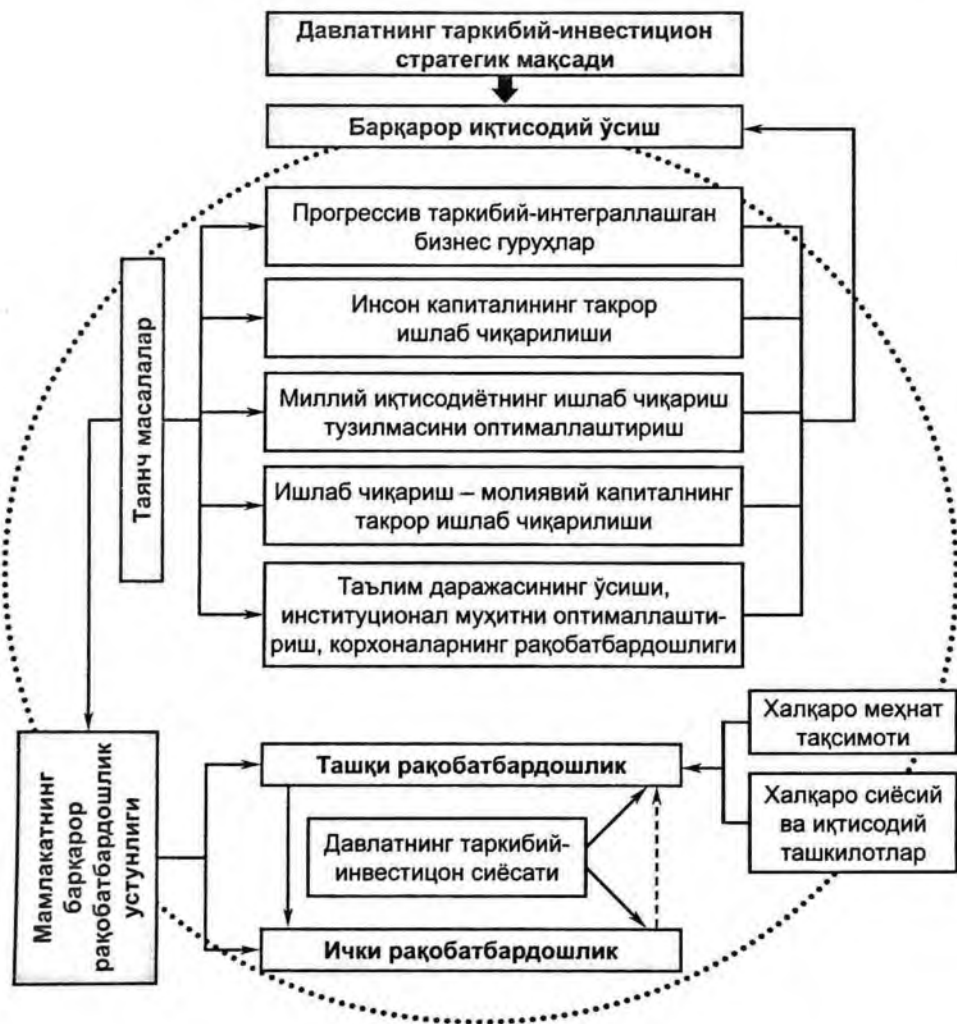 Давлатнинг таркибий-инвестицион
стратегик мақсади
Барқарор иқтисодий ўсиш
Таянч масалалар
Прогрессив таркибий-интеграллашган
бизнес гуруҳлар
Инсон капиталининг такрор
ишлаб чиқарилиши
Миллий иқтисодиётнинг ишлаб чиқариш
тузилмасини оптималлаштириш
Ишлаб чиқариш – молиявий капиталнинг
такрор ишлаб чиқарилиши
Таълим даражасининг ўсиши,
институционал муҳитни оптималлашти-
риш, корхоналарнинг рақобатбардошлиги
Мамлакатнинг
барқарор
рақобатбардошлик
устунлиги
Ташқи рақобатбардошлик
Давлатнинг таркибий-
инвестицон сиёсати
Ички рақобатбардошлик
Халқаро меҳнат
тақсимоти
Халқаро сиёсий
ва иқтисодий
ташкилотлар